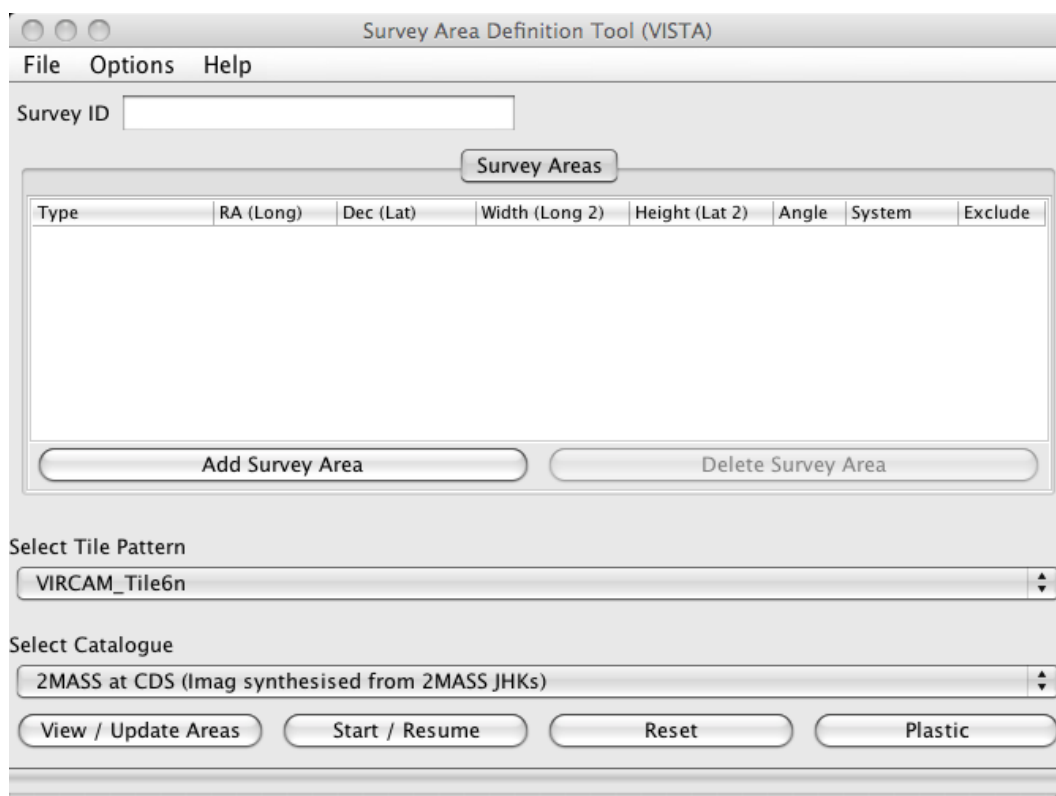 Survey Area Definition Tool (VISTA)
File Options Help
Survey ID
Survey Areas
Type RA (Long) Dec (Lat) Width (Long 2) Height (Lat 2) Angle System Exclude
Add Survey Area Delete Survey Area
Select Tile Pattern
VIRCAM_Tile6n
Select Catalogue
2MASS at CDS (Imag synthesised from 2MASS JHKs)
View / Update Areas Start / Resume Reset Plastic